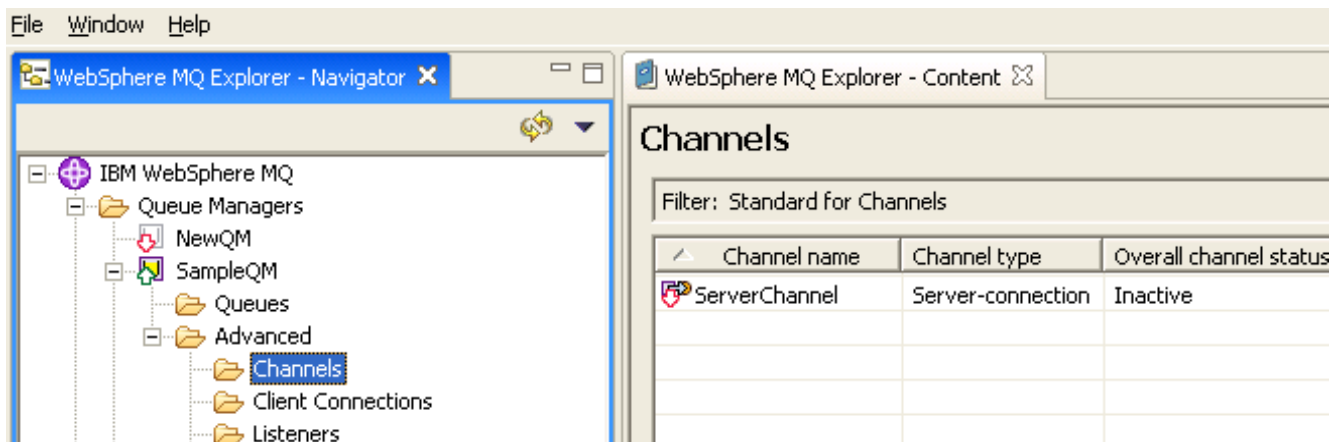 File Window Help
WebSphere MQ Explorer - Navigator
WebSphere MQ Explorer - Content
IBM WebSphere MQ
Queue Managers
NewQM
SampleQM
Queues
Advanced
Channels
Client Connections
Listeners
Channels
Filter: Standard for Channels
Channel name Channel type Overall channel status
ServerChannel Server-connection Inactive